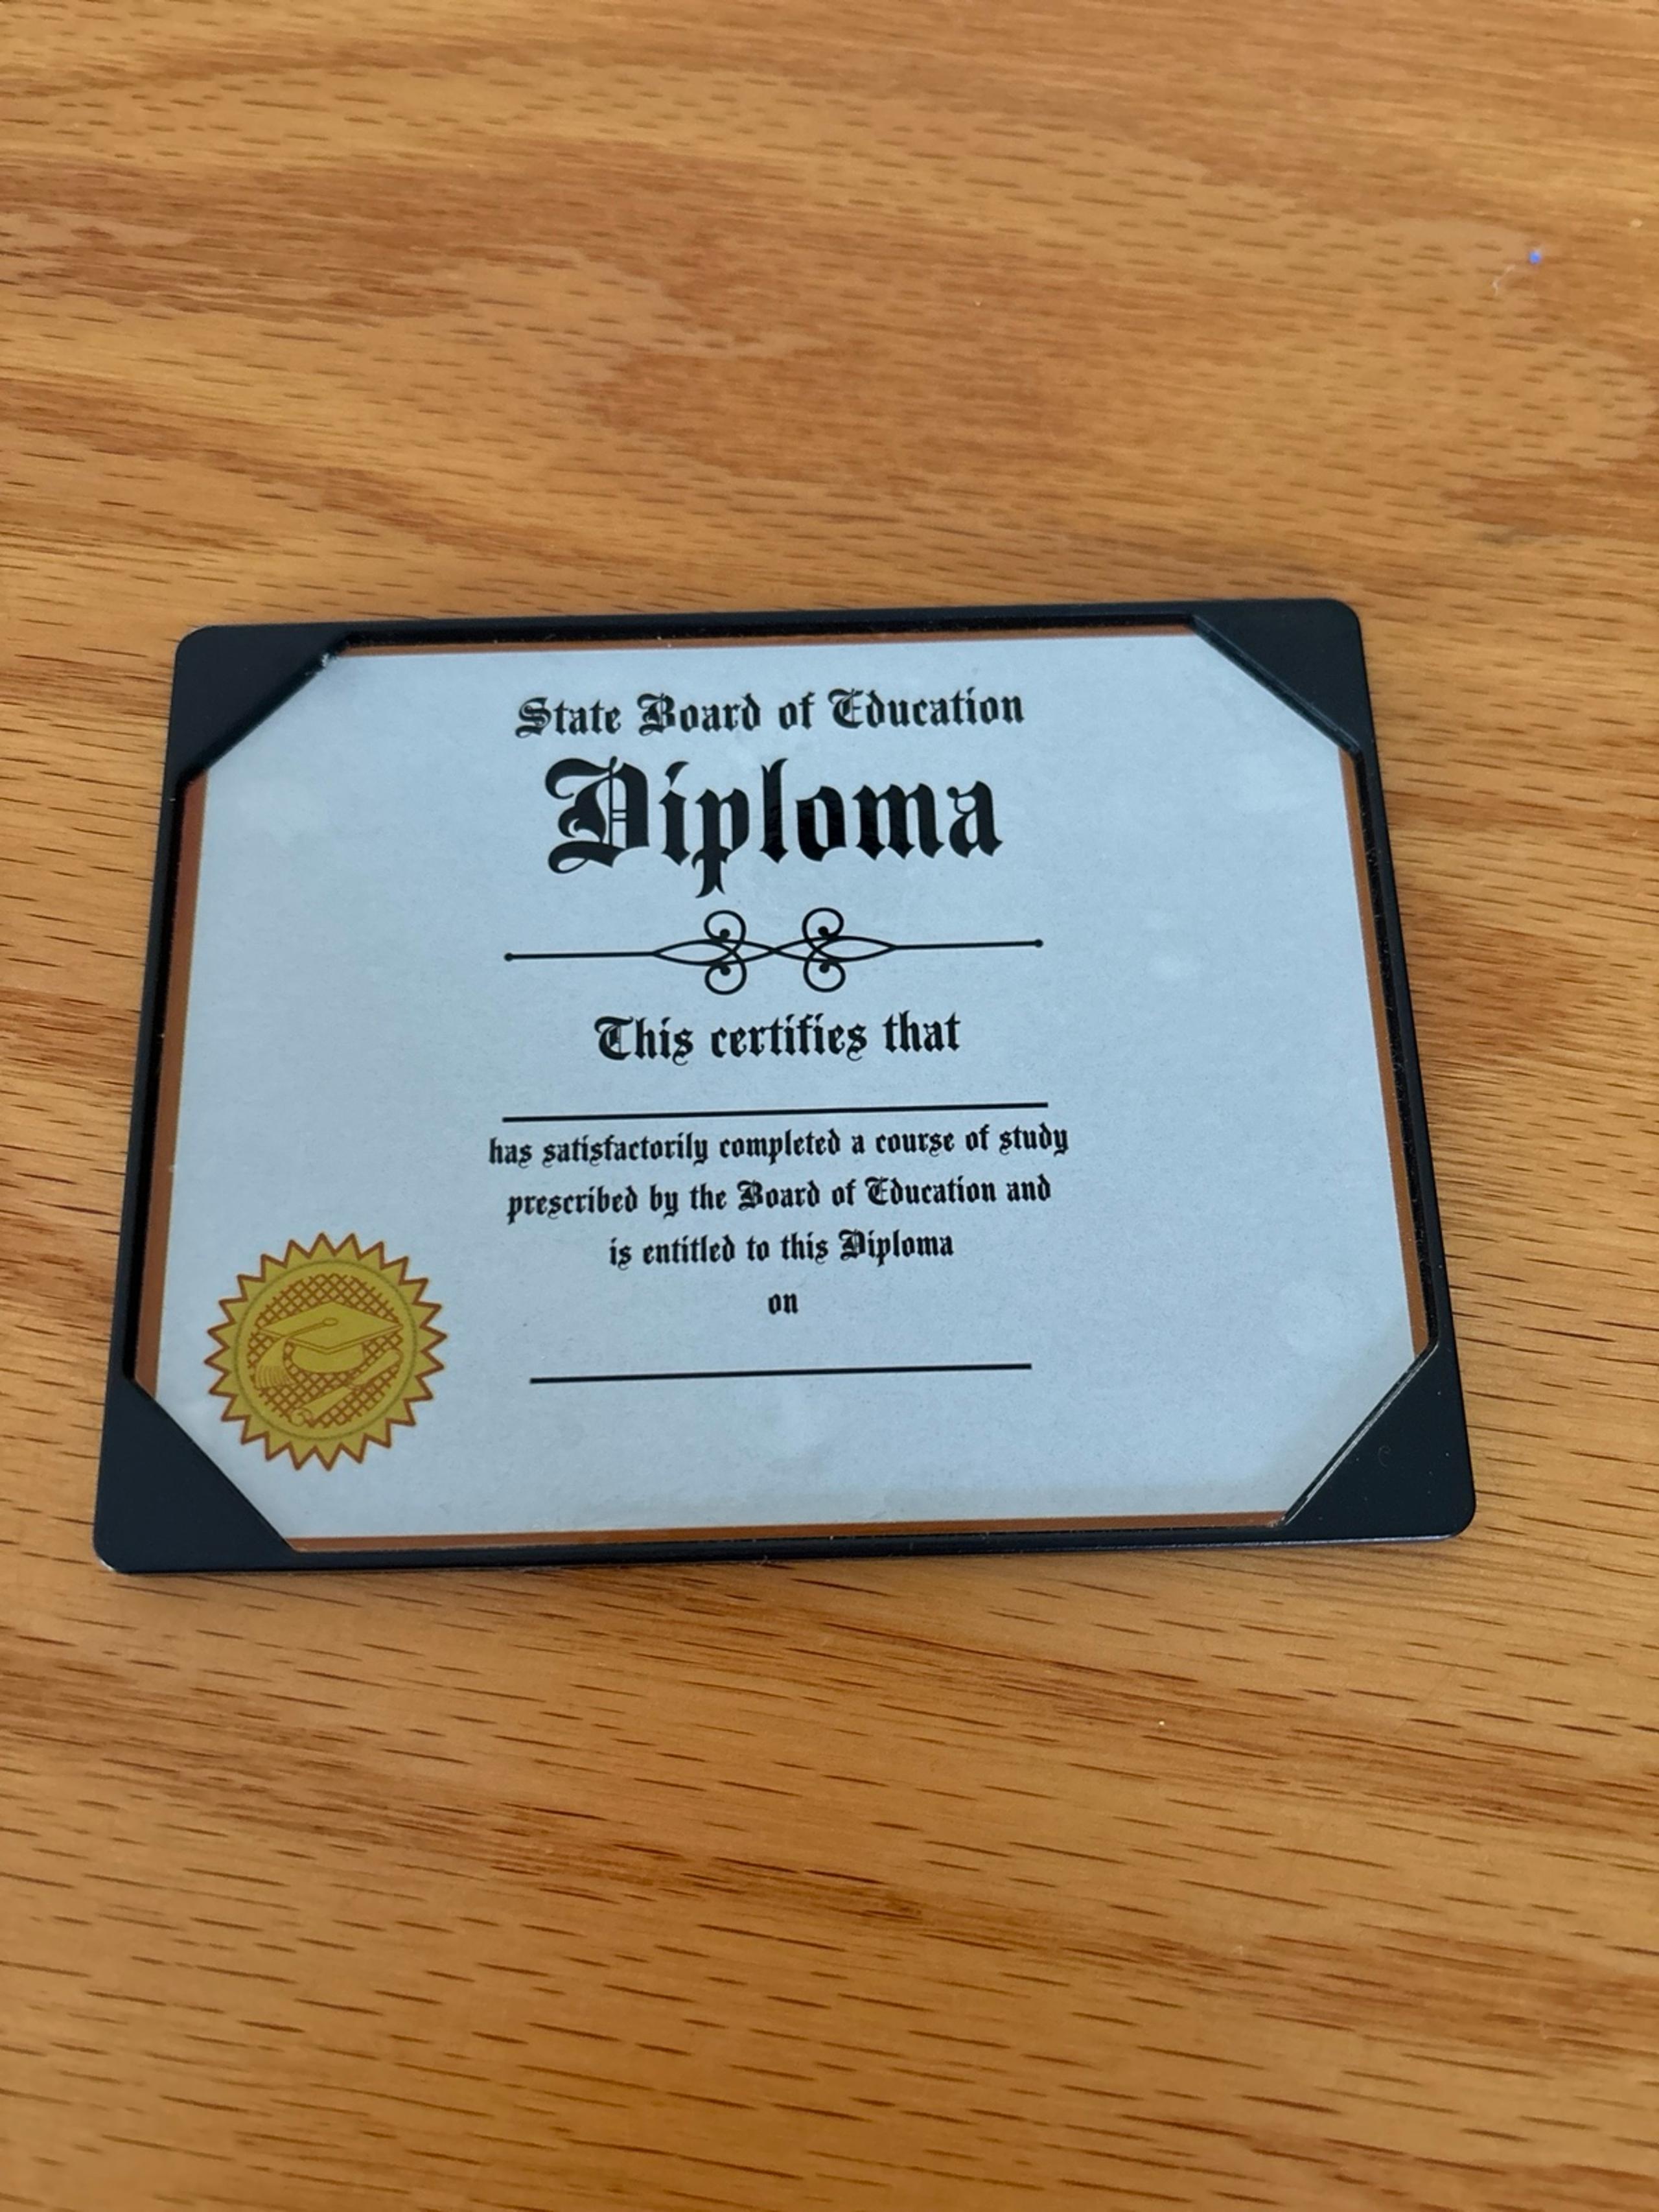 State Board of Education
Diploma
This certifies that
has satisfactorily completed a course of study
prescribed by the Board of Education and
is entitled to this Diploma
on